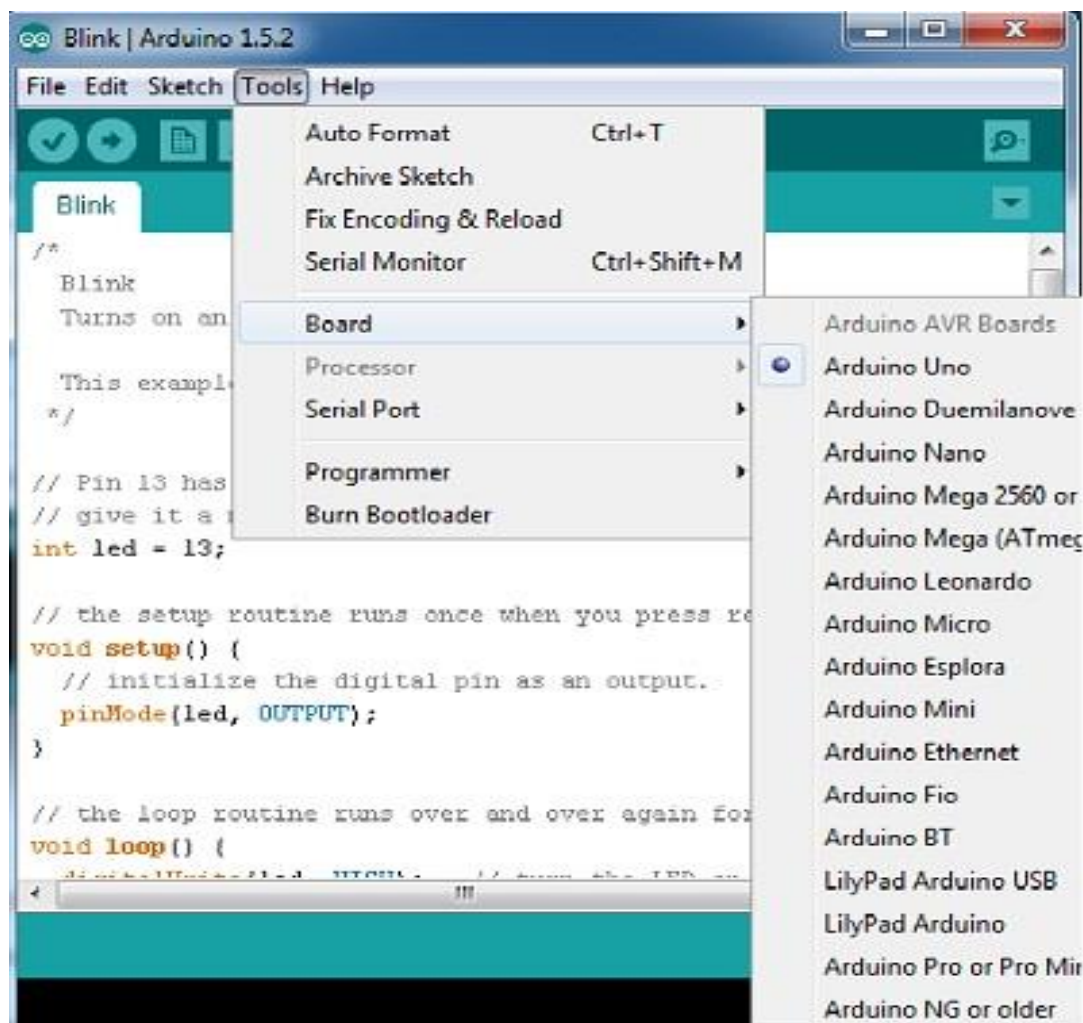 Blink | Arduino 1.5.2
File Edit Sketch Tools Help
Blink
Auto Format Ctrl+T
Archive Sketch
Fix Encoding & Reload
Serial Monitor Ctrl+Shift+M
Board
Processor
Serial Port
Programmer
Burn Bootloader
Arduino AVR Boards
Arduino Uno
Arduino Duemilanove
Arduino Nano
Arduino Mega 2560 or
Arduino Mega (ATmeg
Arduino Leonardo
Arduino Micro
Arduino Esplora
Arduino Mini
Arduino Ethernet
Arduino Fio
Arduino BT
LilyPad Arduino USB
LilyPad Arduino
Arduino Pro or Pro Min
Arduino NG or older
/*
Blink
Turns on an
This exampl
*/
// Pin 13 has
// give it a
int led = 13;
// the setup routine runs once when you press re
void setup() {
// initialize the digital pin as an output.
pinMode(led, OUTPUT);
}
// the loop routine runs over and over again for
void loop() {